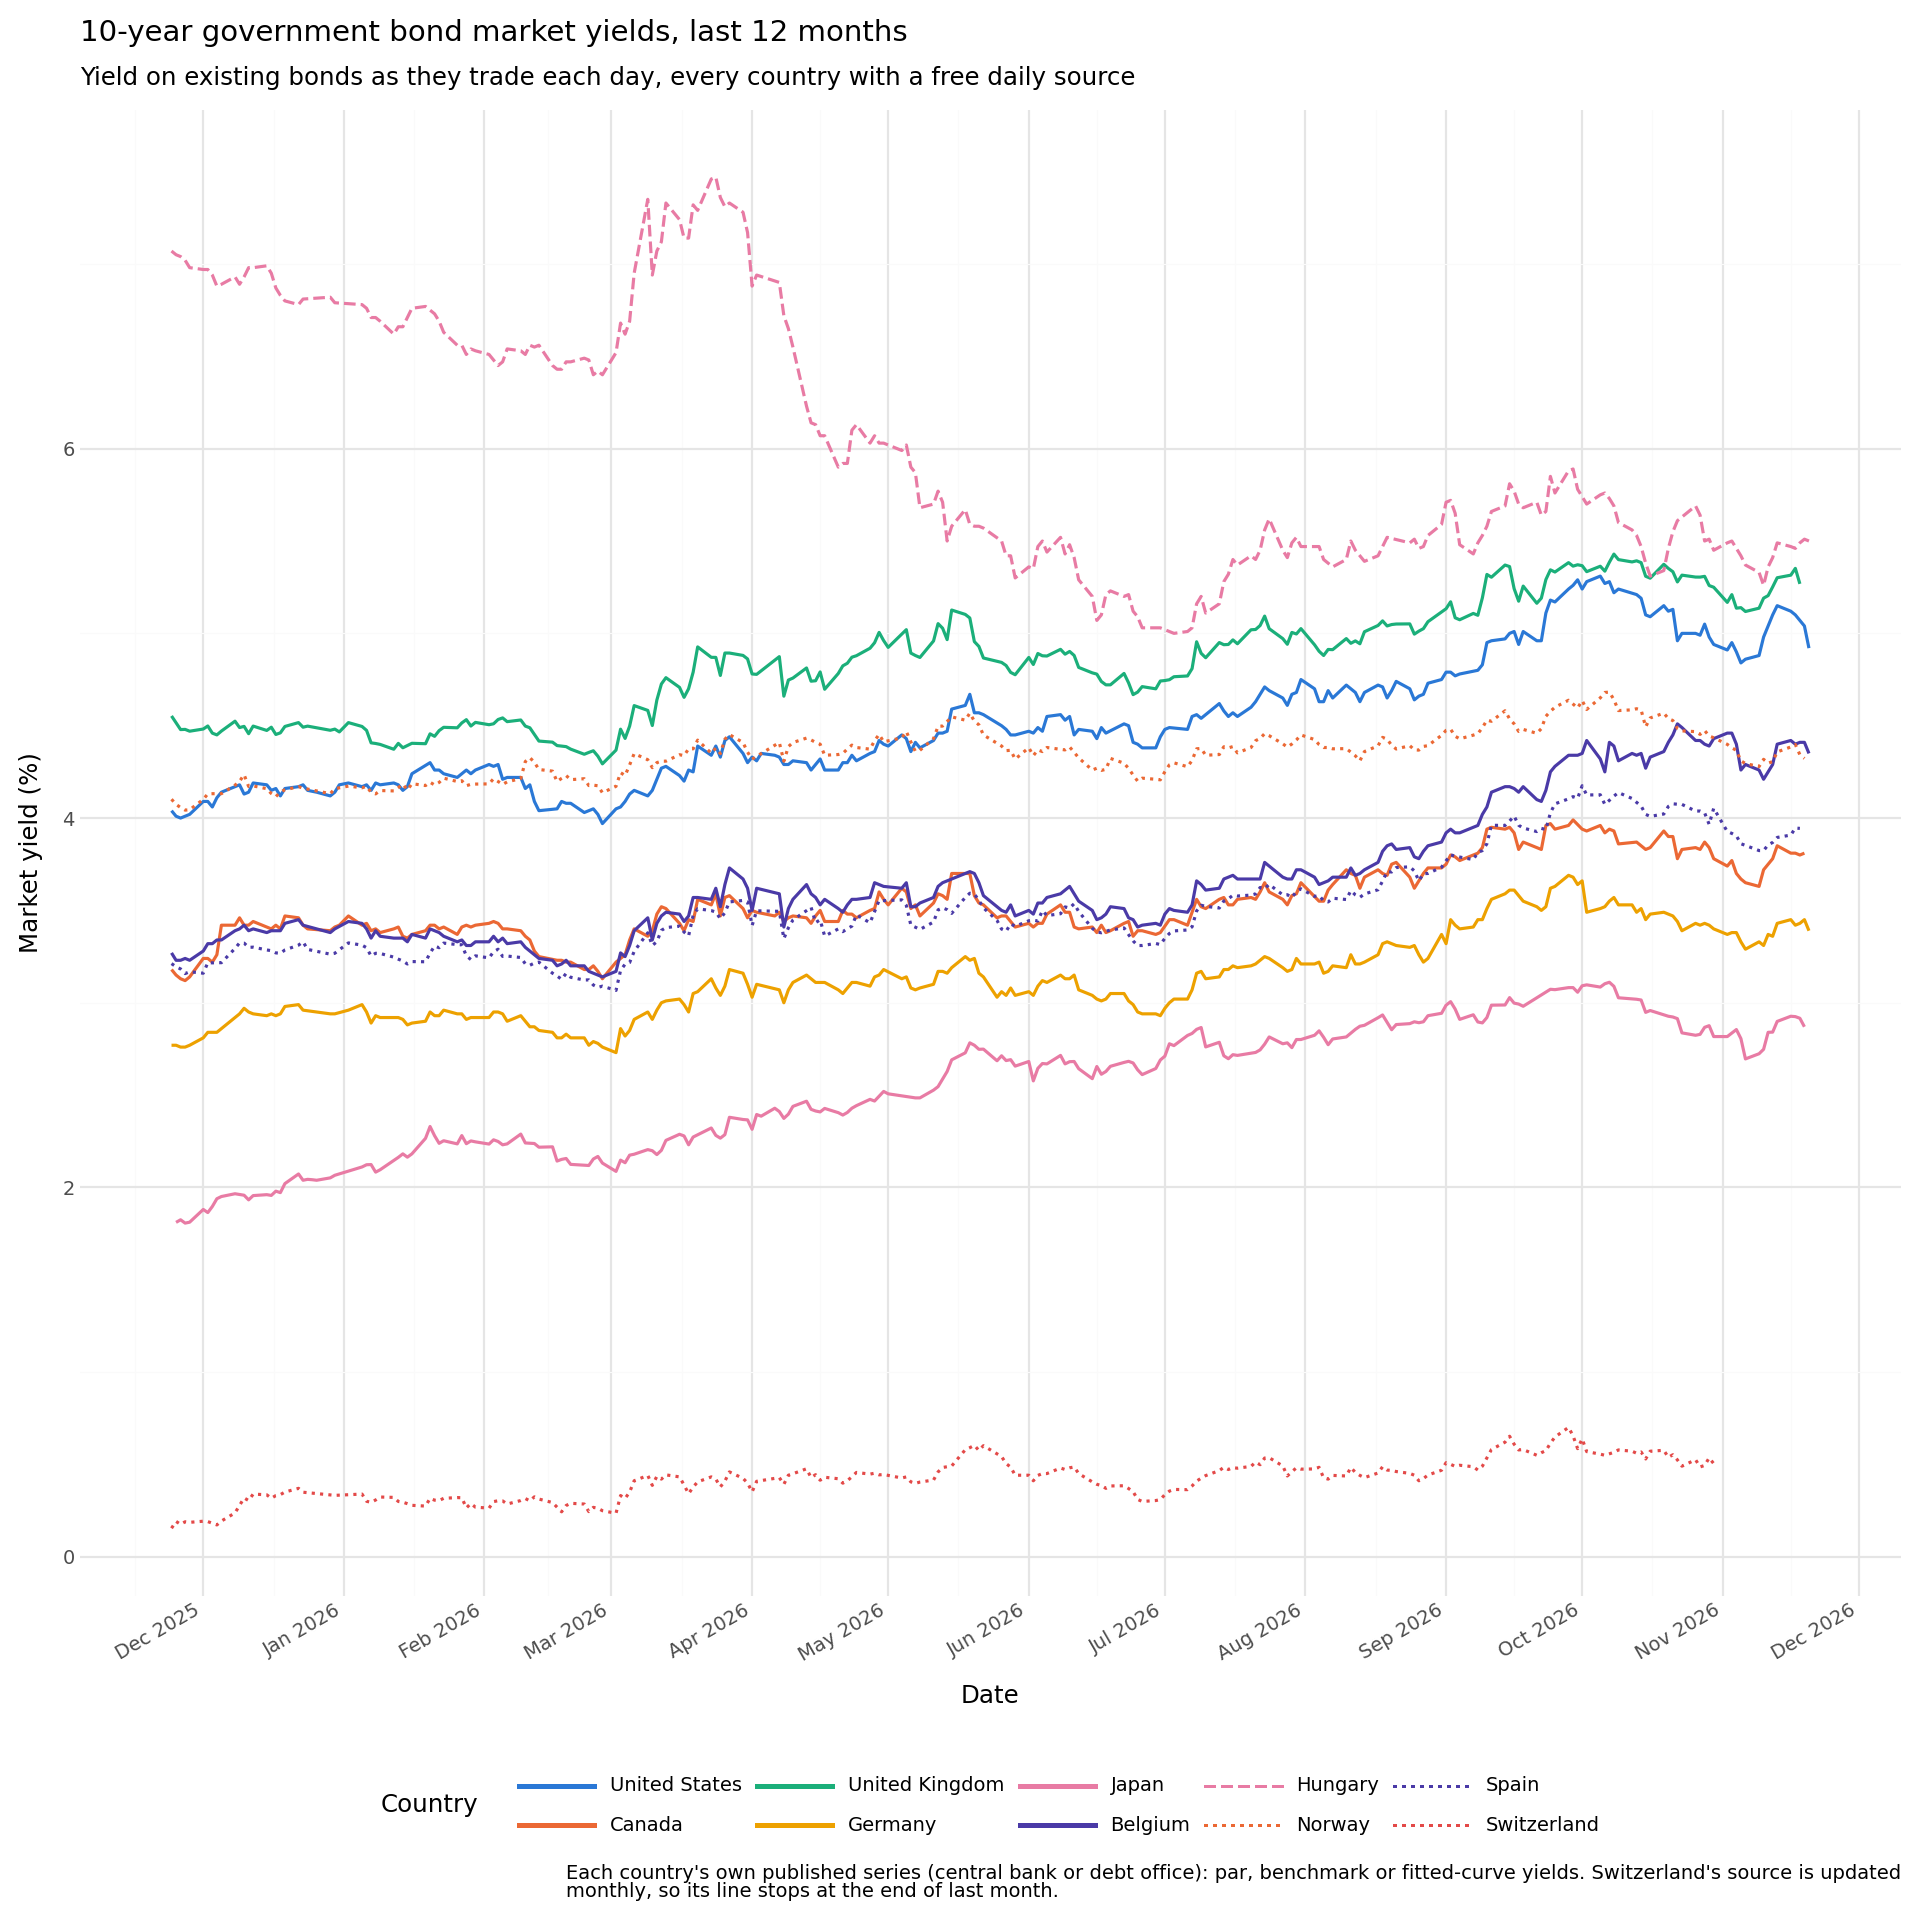 10-year government bond market yields, last 12 months
Yield on existing bonds as they trade each day, every country with a free daily source
Market yield (%)
6
4
2
0
Dec 2025
Jan 2026
Feb 2026
Mar 2026
Apr 2026
May 2026
Jun 2026
Jul 2026
Aug 2026
Sep 2026
Oct 2026
Nov 2026
Dec 2026
Date
Country
United States
United Kingdom
Japan
Hungary
Spain
Canada
Germany
Belgium
Norway
Switzerland
Each country's own published series (central bank or debt office): par, benchmark or fitted-curve yields. Switzerland's source is updated
monthly, so its line stops at the end of last month.